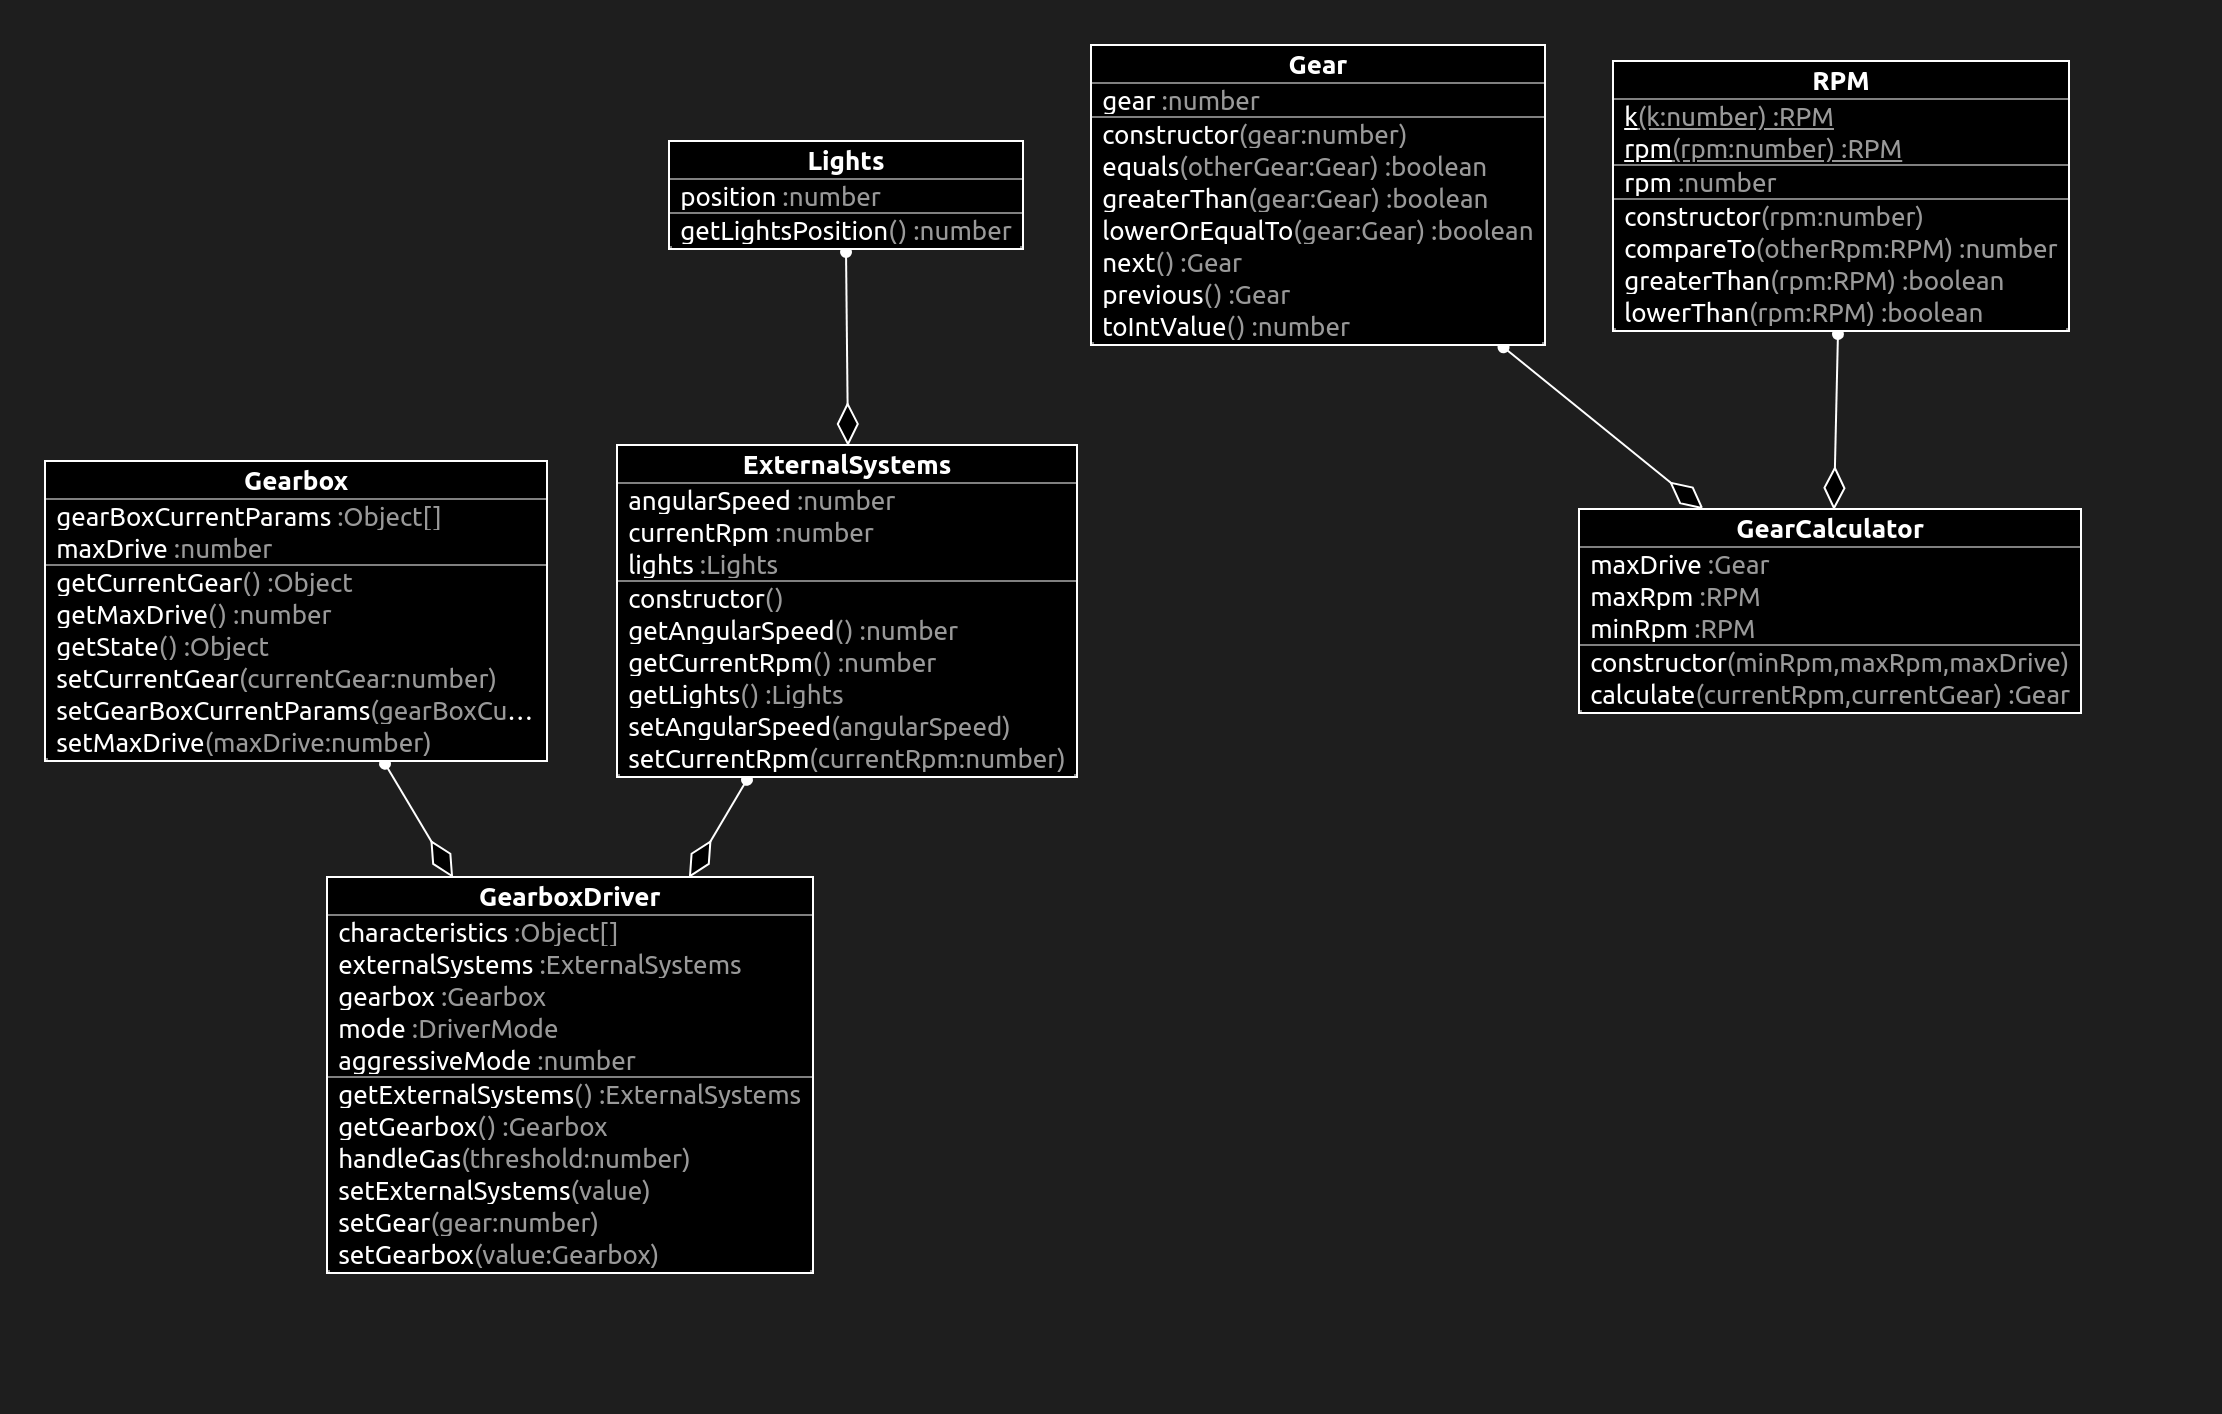 Gear
gear :number
constructor(gear:number)
equals(otherGear:Gear) :boolean
greaterThan(gear:Gear) :boolean
lowerOrEqualTo(gear:Gear) :boolean
next() :Gear
previous() :Gear
toIntValue() :number
RPM
k(k:number) :RPM
rpm(rpm:number) :RPM
rpm :number
constructor(rpm:number)
compareTo(otherRpm:RPM) :number
greaterThan(rpm:RPM) :boolean
lowerThan(rpm:RPM) :boolean
Lights
position :number
getLightsPosition() :number
Gearbox
gearBoxCurrentParams :Object[]
maxDrive :number
getCurrentGear() :Object
getMaxDrive() :number
getState() :Object
setCurrentGear(currentGear:number)
setGearBoxCurrentParams(gearBoxCu...
setMaxDrive(maxDrive:number)
ExternalSystems
angularSpeed :number
currentRpm :number
lights :Lights
constructor()
getAngularSpeed() :number
getCurrentRpm() :number
getLights() :Lights
setAngularSpeed(angularSpeed)
setCurrentRpm(currentRpm:number)
GearCalculator
maxDrive :Gear
maxRpm :RPM
minRpm :RPM
constructor(minRpm,maxRpm,maxDrive)
calculate(currentRpm,currentGear) :Gear
GearboxDriver
characteristics :Object[]
externalSystems :ExternalSystems
gearbox :Gearbox
mode :DriverMode
aggressiveMode :number
getExternalSystems() :ExternalSystems
getGearbox() :Gearbox
handleGas(threshold:number)
setExternalSystems(value)
setGear(gear:number)
setGearbox(value:Gearbox)